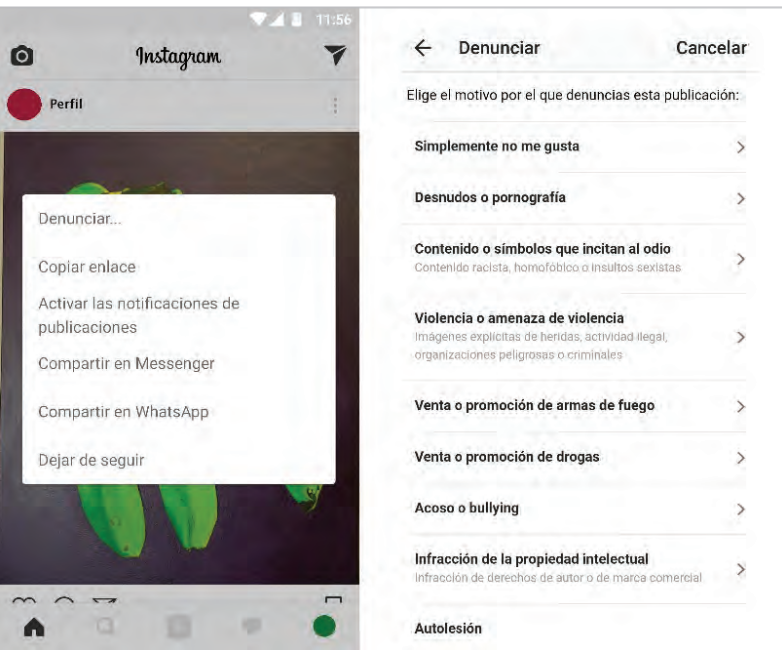 11:56
Instagram
Perfil
Denunciar...
Copiar enlace
Activar las notificaciones de
publicaciones
Compartir en Messenger
Compartir en WhatsApp
Dejar de seguir
Denunciar
Cancelar
Elige el motivo por el que denuncias esta publicación:
Simplemente no me gusta
Desnudos o pornografía
Contenido o símbolos que incitan al odio
Contenido racista, homofóbico o insultos sexistas
Violencia o amenaza de violencia
Imágenes explícitas de heridas, actividad ilegal,
organizaciones peligrosas o criminales
Venta o promoción de armas de fuego
Venta o promoción de drogas
Acoso o bullying
Infracción de la propiedad intelectual
Infracción de derechos de autor o de marca comercial
Autolesión